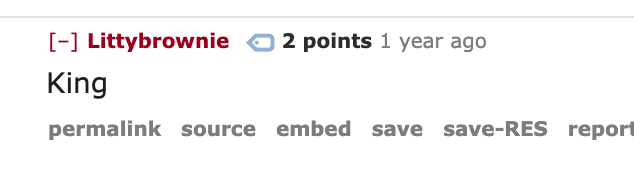 [–] Littybrownie 2 points 1 year ago
King
permalink source embed save save-RES report